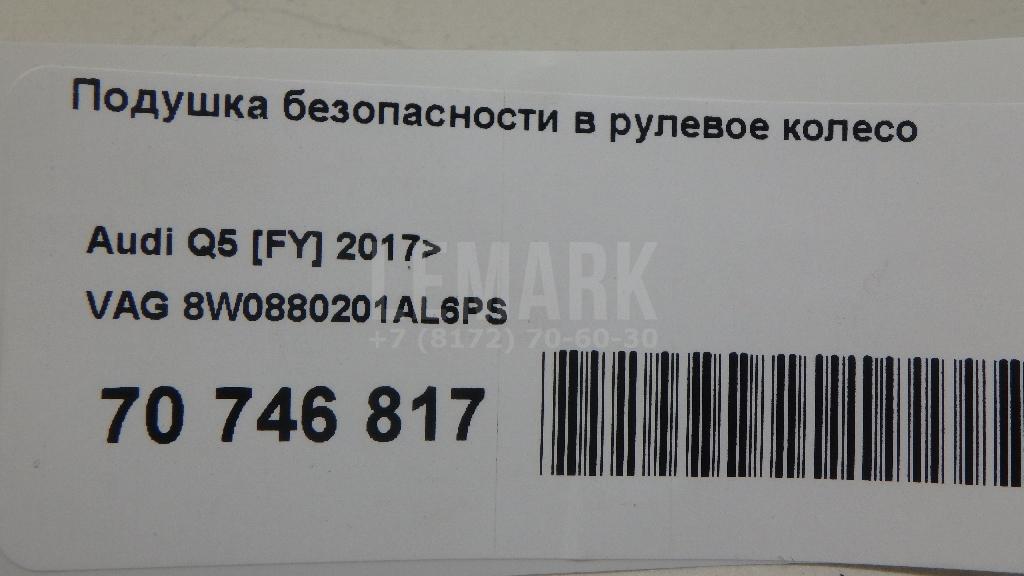 Подушка безопасности в рулевое колесо
Audi Q5 [FY] 2017>
VAG 8W0880201AL6PS
LEMARK
+7 (8172) 70-60-30
70 746 817